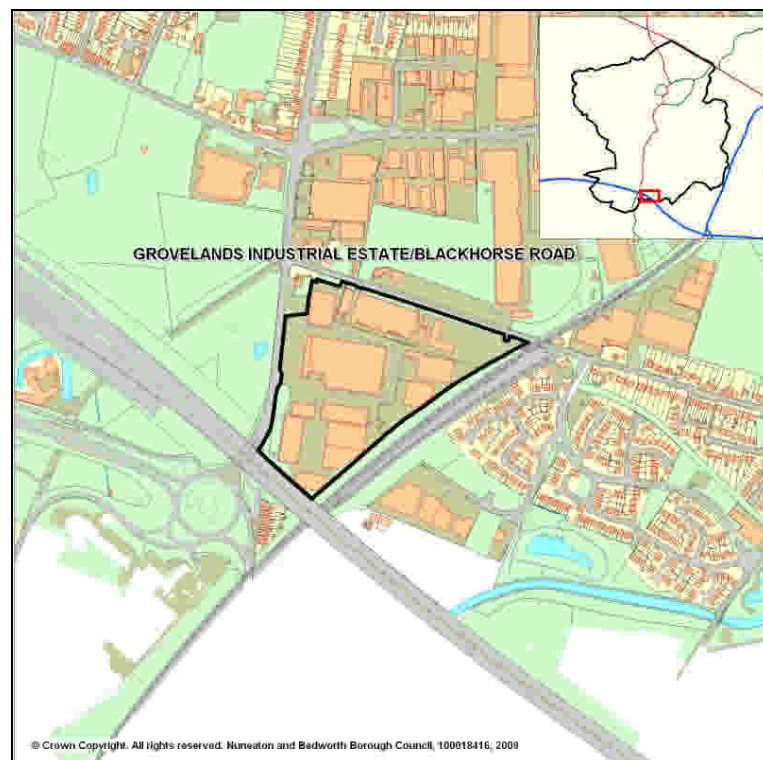 GROVELANDS INDUSTRIAL ESTATE/BLACKHORSE ROAD
© Crown Copyright. All rights reserved. Nuneaton and Bedworth Borough Council, 100018416, 2009